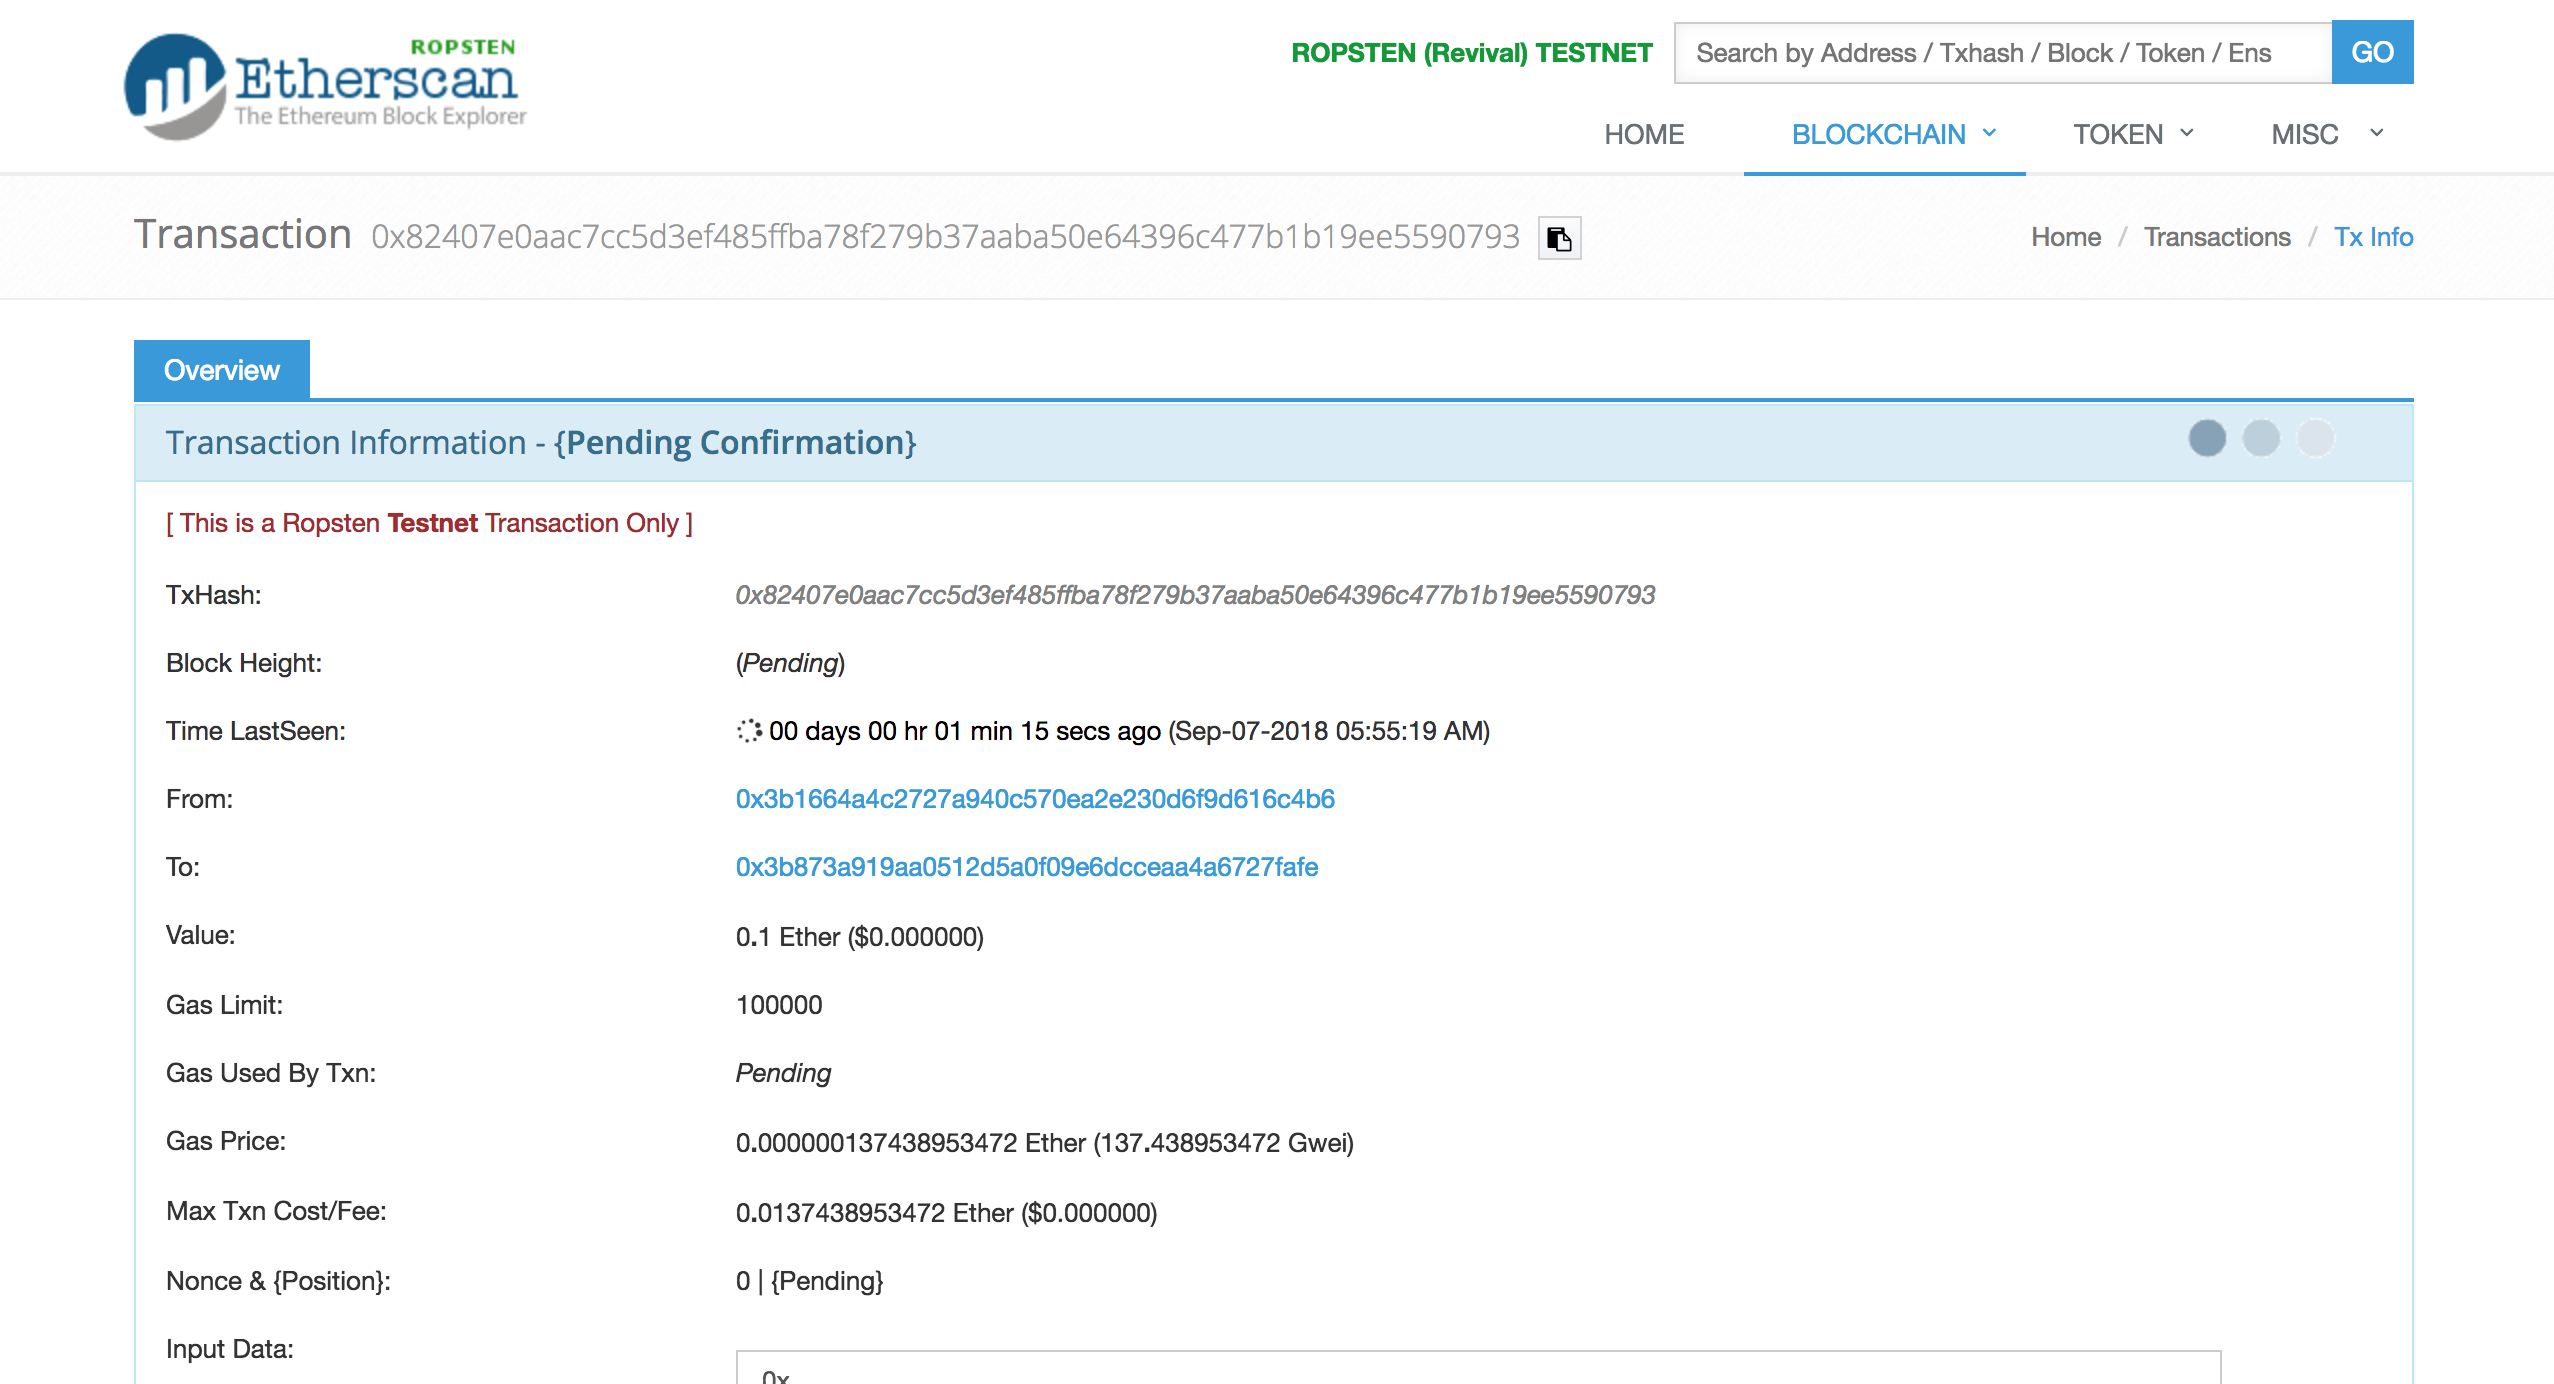 ROPSTEN
Etherscan
The Ethereum Block Explorer
ROPSTEN (Revival) TESTNET
Search by Address / Txhash / Block / Token / Ens
GO
HOME
BLOCKCHAIN
TOKEN
MISC
Transaction 0x82407e0aac7cc5d3ef485ffba78f279b37aaba50e64396c477b1b19ee5590793
Home / Transactions / Tx Info
Overview
Transaction Information - {Pending Confirmation}
[ This is a Ropsten Testnet Transaction Only ]
TxHash: 0x82407e0aac7cc5d3ef485ffba78f279b37aaba50e64396c477b1b19ee5590793
Block Height: (Pending)
Time LastSeen: 00 days 00 hr 01 min 15 secs ago (Sep-07-2018 05:55:19 AM)
From: 0x3b1664a4c2727a940c570ea2e230d6f9d616c4b6
To: 0x3b873a919aa0512d5a0f09e6dcceaa4a6727fafe
Value: 0.1 Ether ($0.000000)
Gas Limit: 100000
Gas Used By Txn: Pending
Gas Price: 0.000000137438953472 Ether (137.438953472 Gwei)
Max Txn Cost/Fee: 0.0137438953472 Ether ($0.000000)
Nonce & {Position}: 0 | {Pending}
Input Data: 0x